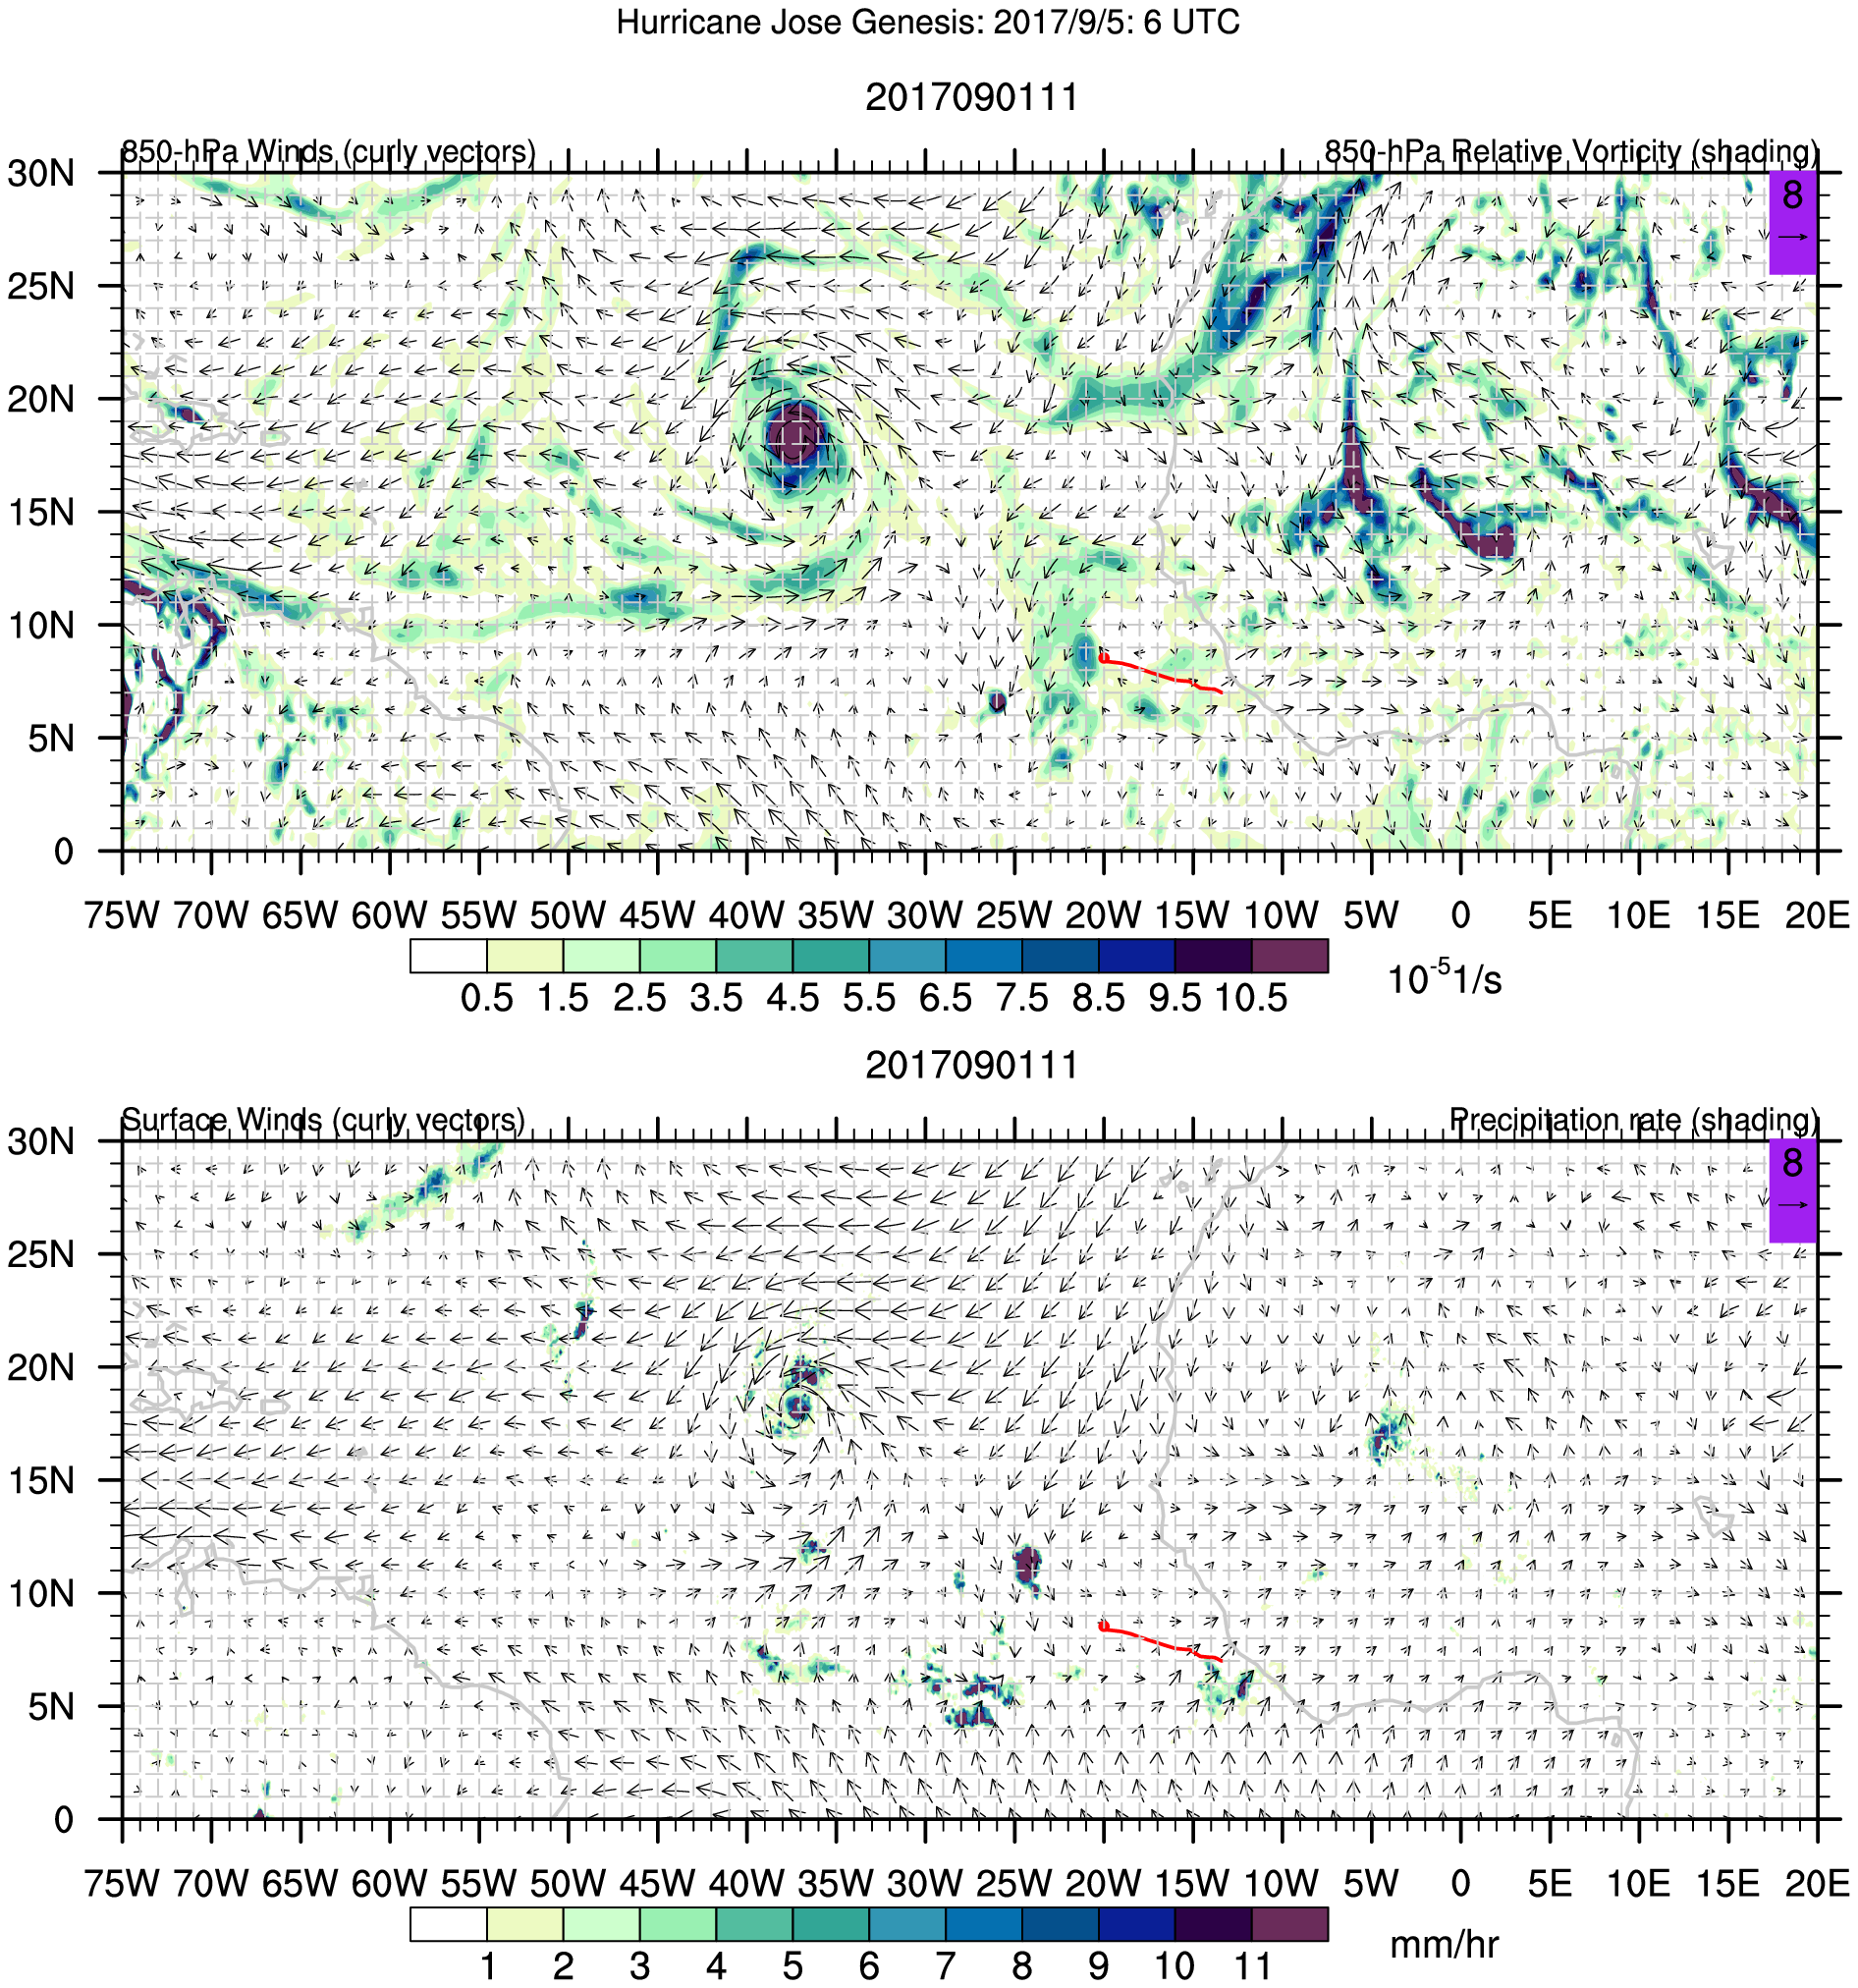 Hurricane Jose Genesis: 2017/9/5: 6 UTC
2017090111
850-hPa Winds (curly vectors) 850-hPa Relative Vorticity (shading)
30N
8
25N
20N
15N
10N
5N
0
75W 70W 65W 60W 55W 50W 45W 40W 35W 30W 25W 20W 15W 10W 5W 0 5E 10E 15E 20E
0.5 1.5 2.5 3.5 4.5 5.5 6.5 7.5 8.5 9.5 10.5
10⁻⁵1/s
2017090111
Surface Winds (curly vectors) Precipitation rate (shading)
30N
8
25N
20N
15N
10N
5N
0
75W 70W 65W 60W 55W 50W 45W 40W 35W 30W 25W 20W 15W 10W 5W 0 5E 10E 15E 20E
1 2 3 4 5 6 7 8 9 10 11
mm/hr